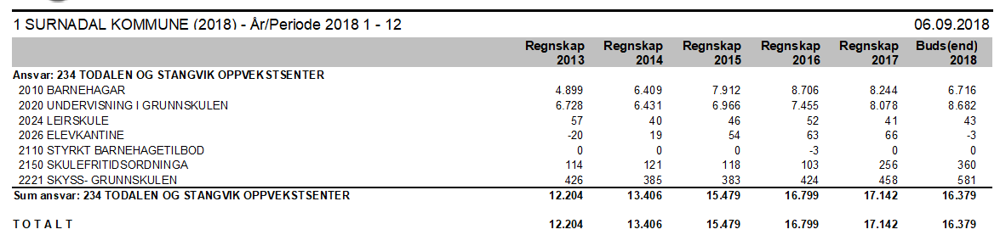 1 SURNADAL KOMMUNE (2018) - År/Periode 2018 1 - 12 06.09.2018
Regnskap Regnskap Regnskap Regnskap Regnskap Buds(end)
2013 2014 2015 2016 2017 2018
Ansvar: 234 TODALEN OG STANGVIK OPPVEKSTSENTER
2010 BARNEHAGAR 4.899 6.409 7.912 8.706 8.244 6.716
2020 UNDERVISNING I GRUNNSKULEN 6.728 6.431 6.966 7.455 8.078 8.682
2024 LEIRSKULE 57 40 46 52 41 43
2026 ELEVKANTINE -20 19 54 63 66 -3
2110 STYRKT BARNEHAGETILBOD 0 0 0 -3 0 0
2150 SKULEFRITIDSORDNINGA 114 121 118 103 256 360
2221 SKYSS- GRUNNSKULEN 426 385 383 424 458 581
Sum ansvar: 234 TODALEN OG STANGVIK OPPVEKSTSENTER 12.204 13.406 15.479 16.799 17.142 16.379
T O T A L T 12.204 13.406 15.479 16.799 17.142 16.379